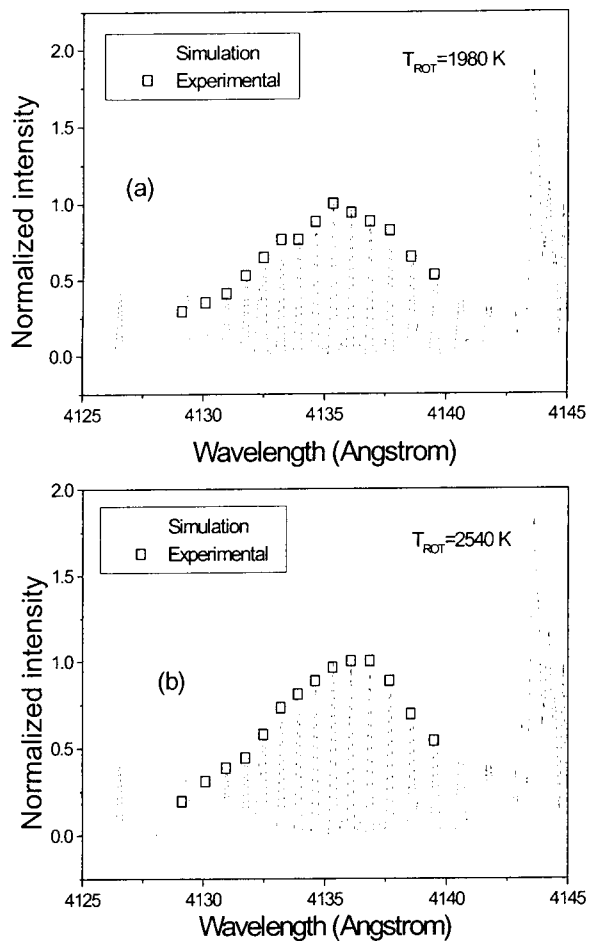 2.0
1.5
1.0
0.5
0.0
Normalized intensity
Simulation
Experimental
T_ROT=1980 K
(a)
4125 4130 4135 4140 4145
Wavelength (Angstrom)
2.0
1.5
1.0
0.5
0.0
Normalized intensity
Simulation
Experimental
T_ROT=2540 K
(b)
4125 4130 4135 4140 4145
Wavelength (Angstrom)